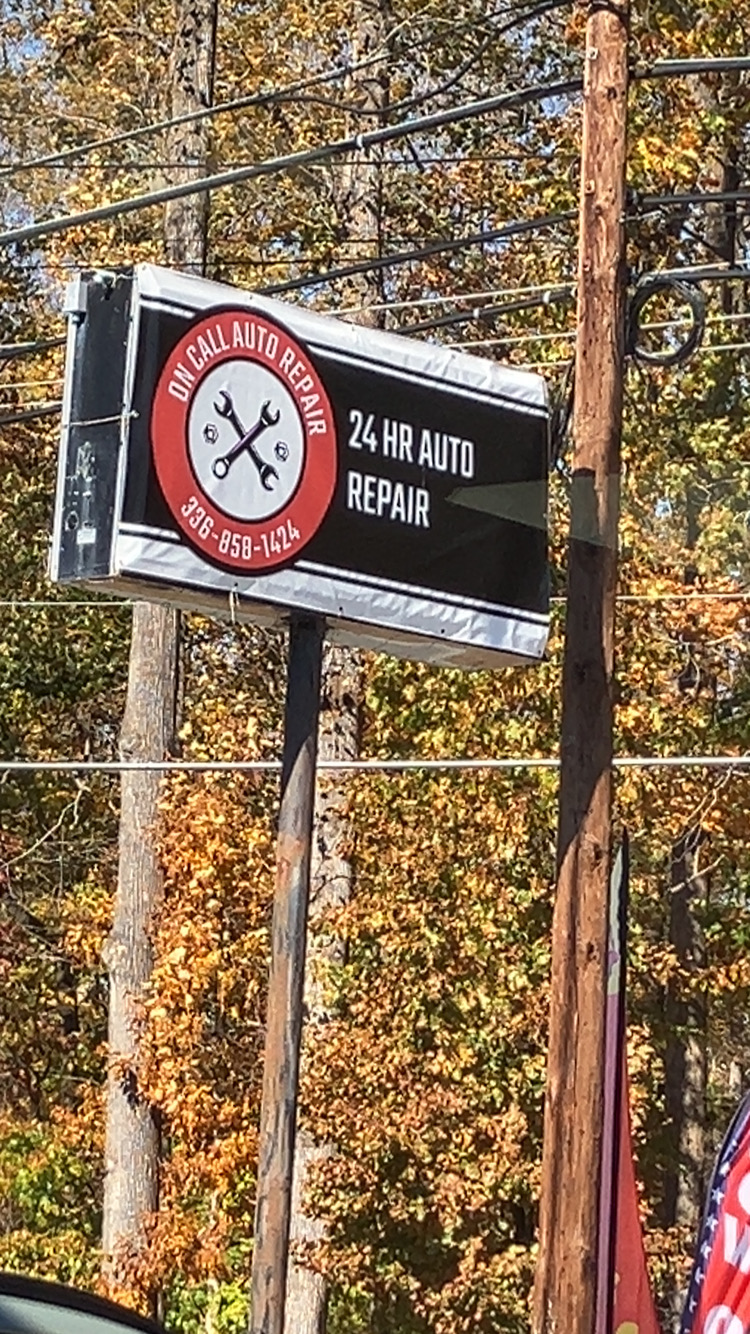 ON CALL AUTO REPAIR
336-858-1424
24 HR AUTO
REPAIR